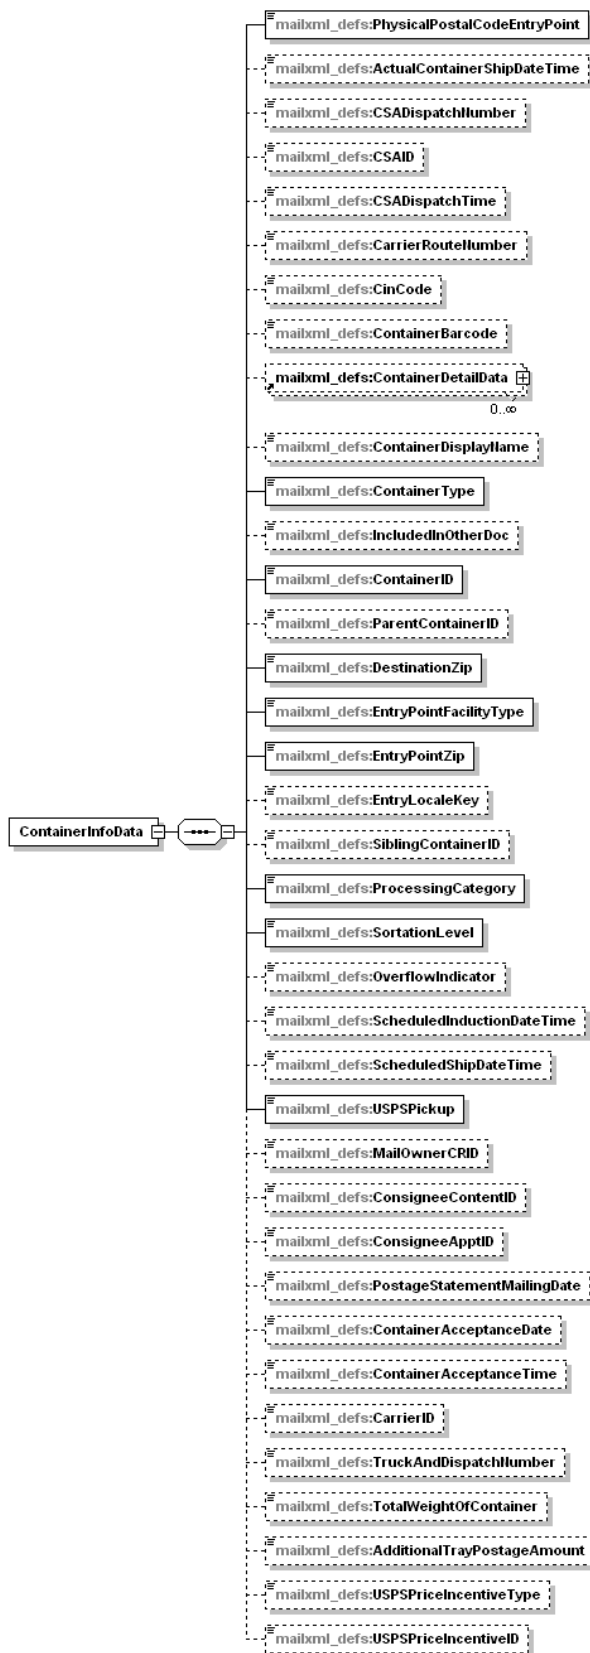 mailxml_defs:PhysicalPostalCodeEntryPoint
mailxml_defs:ActualContainerShipDateTime
mailxml_defs:CSADispatchNumber
mailxml_defs:CSAID
mailxml_defs:CSADispatchTime
mailxml_defs:CarrierRouteNumber
mailxml_defs:CinCode
mailxml_defs:ContainerBarcode
mailxml_defs:ContainerDetailData
0..∞
mailxml_defs:ContainerDisplayName
mailxml_defs:ContainerType
mailxml_defs:IncludedInOtherDoc
mailxml_defs:ContainerID
mailxml_defs:ParentContainerID
mailxml_defs:DestinationZip
mailxml_defs:EntryPointFacilityType
mailxml_defs:EntryPointZip
mailxml_defs:EntryLocaleKey
ContainerInfoData
mailxml_defs:SiblingContainerID
mailxml_defs:ProcessingCategory
mailxml_defs:SortationLevel
mailxml_defs:OverflowIndicator
mailxml_defs:ScheduledInductionDateTime
mailxml_defs:ScheduledShipDateTime
mailxml_defs:USPSPickup
mailxml_defs:MailOwnerCRID
mailxml_defs:ConsigneeContentID
mailxml_defs:ConsigneeApptID
mailxml_defs:PostageStatementMailingDate
mailxml_defs:ContainerAcceptanceDate
mailxml_defs:ContainerAcceptanceTime
mailxml_defs:CarrierID
mailxml_defs:TruckAndDispatchNumber
mailxml_defs:TotalWeightOfContainer
mailxml_defs:AdditionalTrayPostageAmount
mailxml_defs:USPSPriceIncentiveType
mailxml_defs:USPSPriceIncentiveID